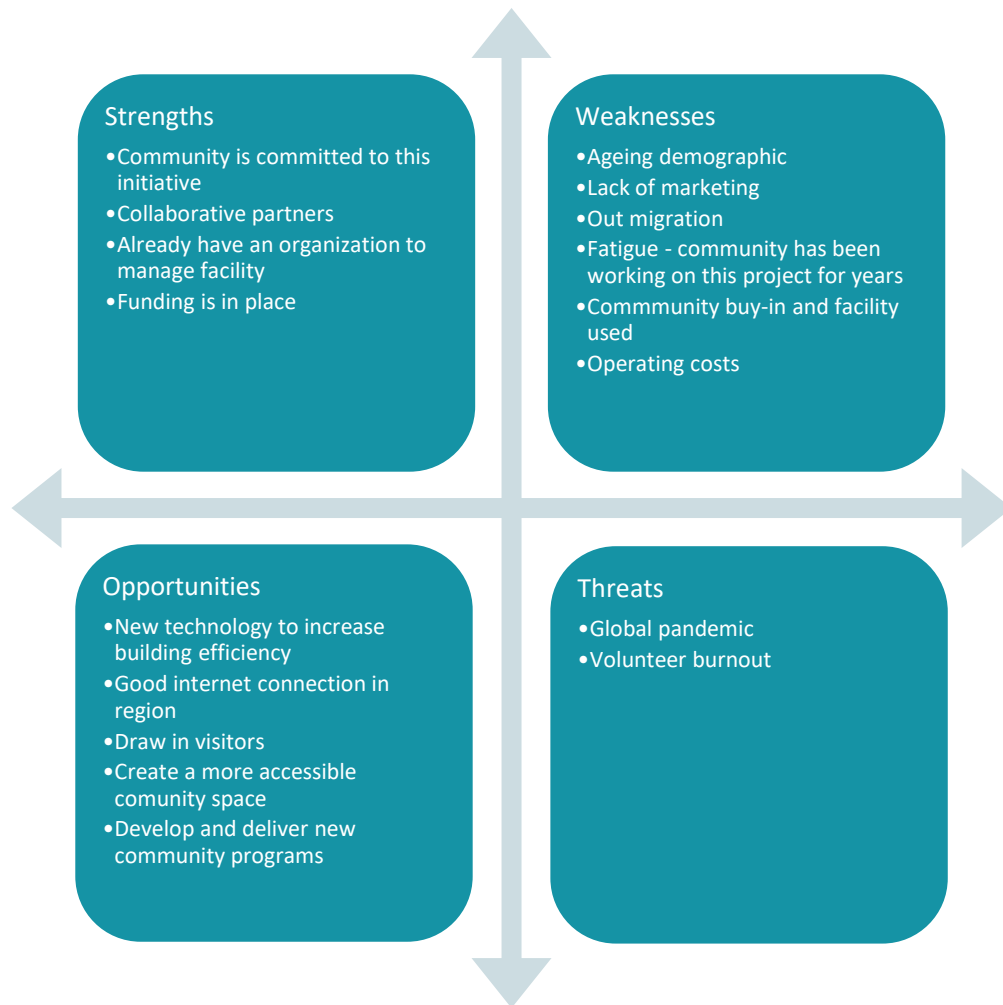 Strengths
•Community is committed to this
initiative
•Collaborative partners
•Already have an organization to
manage facility
•Funding is in place
Weaknesses
•Ageing demographic
•Lack of marketing
•Out migration
•Fatigue - community has been
working on this project for years
•Commmunity buy-in and facility
used
•Operating costs
Opportunities
•New technology to increase
building efficiency
•Good internet connection in
region
•Draw in visitors
•Create a more accessible
comunity space
•Develop and deliver new
community programs
Threats
•Global pandemic
•Volunteer burnout